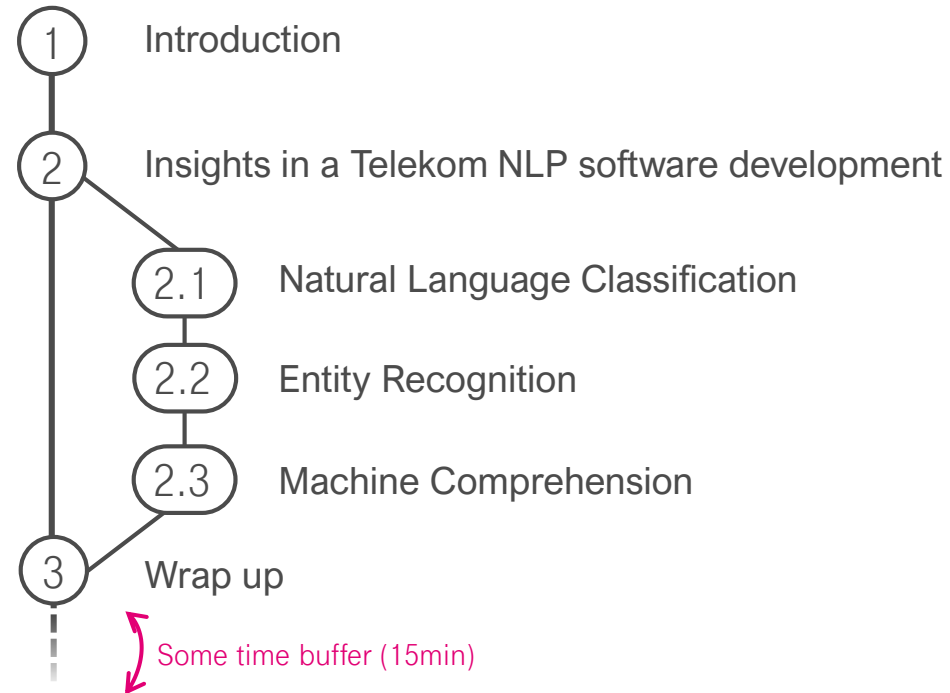 1 Introduction
2 Insights in a Telekom NLP software development
2.1 Natural Language Classification
2.2 Entity Recognition
2.3 Machine Comprehension
3 Wrap up
Some time buffer (15min)